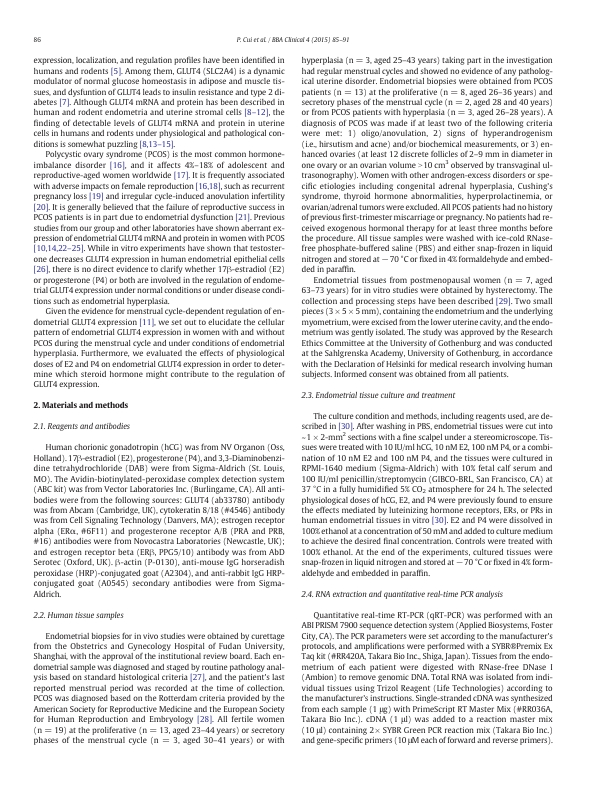 86
P. Cui et al. / BBA Clinical 4 (2015) 85–91
expression, localization, and regulation profiles have been identified in
humans and rodents [5]. Among them, GLUT4 (SLC2A4) is a dynamic
modulator of normal glucose homeostasis in adipose and muscle tis-
sues, and dysfuntion of GLUT4 leads to insulin resistance and type 2 di-
abetes [7]. Although GLUT4 mRNA and protein has been described in
human and rodent endometria and uterine stromal cells [8–12], the
finding of detectable levels of GLUT4 mRNA and protein in uterine
cells in humans and rodents under physiological and pathological con-
ditions is somewhat puzzling [8,13–15].
Polycystic ovary syndrome (PCOS) is the most common hormone-
imbalance disorder [16], and it affects 4%–18% of adolescent and
reproductive-aged women worldwide [17]. It is frequently associated
with adverse impacts on female reproduction [16,18], such as recurrent
pregnancy loss [19] and irregular cycle-induced anovulation infertility
[20]. It is generally believed that the failure of reproductive success in
PCOS patients is in part due to endometrial dysfunction [21]. Previous
studies from our group and other laboratories have shown aberrant ex-
pression of endometrial GLUT4 mRNA and protein in women with PCOS
[10,14,22–25]. While in vitro experiments have shown that testoster-
one decreases GLUT4 expression in human endometrial epithelial cells
[26], there is no direct evidence to clarify whether 17β-estradiol (E2)
or progesterone (P4) or both are involved in the regulation of endome-
trial GLUT4 expression under normal conditions or under disease condi-
tions such as endometrial hyperplasia.
Given the evidence for menstrual cycle-dependent regulation of en-
dometrial GLUT4 expression [11], we set out to elucidate the cellular
pattern of endometrial GLUT4 expression in women with and without
PCOS during the menstrual cycle and under conditions of endometrial
hyperplasia. Furthermore, we evaluated the effects of physiological
doses of E2 and P4 on endometrial GLUT4 expression in order to deter-
mine which steroid hormone might contribute to the regulation of
GLUT4 expression.
2. Materials and methods
2.1. Reagents and antibodies
Human chorionic gonadotropin (hCG) was from NV Organon (Oss,
Holland). 17β-estradiol (E2), progesterone (P4), and 3,3-Diaminobenzi-
dine tetrahydrochloride (DAB) were from Sigma-Aldrich (St. Louis,
MO). The Avidin-biotinylated-peroxidase complex detection system
(ABC kit) was from Vector Laboratories Inc. (Burlingame, CA). All anti-
bodies were from the following sources: GLUT4 (ab33780) antibody
was from Abcam (Cambridge, UK), cytokeratin 8/18 (#4546) antibody
was from Cell Signaling Technology (Danvers, MA); estrogen receptor
alpha (ERα, #6F11) and progesterone receptor A/B (PRA and PRB,
#16) antibodies were from Novocastra Laboratories (Newcastle, UK);
and estrogen receptor beta (ERβ, PPG5/10) antibody was from AbD
Serotec (Oxford, UK). β-actin (P-0130), anti-mouse IgG horseradish
peroxidase (HRP)-conjugated goat (A2304), and anti-rabbit IgG HRP-
conjugated goat (A0545) secondary antibodies were from Sigma-
Aldrich.
2.2. Human tissue samples
Endometrial biopsies for in vivo studies were obtained by curettage
from the Obstetrics and Gynecology Hospital of Fudan University,
Shanghai, with the approval of the institutional review board. Each en-
dometrial sample was diagnosed and staged by routine pathology anal-
ysis based on standard histological criteria [27], and the patient's last
reported menstrual period was recorded at the time of collection.
PCOS was diagnosed based on the Rotterdam criteria provided by the
American Society for Reproductive Medicine and the European Society
for Human Reproduction and Embryology [28]. All fertile women
(n = 19) at the proliferative (n = 13, aged 23–44 years) or secretory
phases of the menstrual cycle (n = 3, aged 30–41 years) or with
hyperplasia (n = 3, aged 25–43 years) taking part in the investigation
had regular menstrual cycles and showed no evidence of any patholog-
ical uterine disorder. Endometrial biopsies were obtained from PCOS
patients (n = 13) at the proliferative (n = 8, aged 26–36 years) and
secretory phases of the menstrual cycle (n = 2, aged 28 and 40 years)
or from PCOS patients with hyperplasia (n = 3, aged 26–28 years). A
diagnosis of PCOS was made if at least two of the following criteria
were met: 1) oligo/anovulation, 2) signs of hyperandrogenism
(i.e., hirsutism and acne) and/or biochemical measurements, or 3) en-
hanced ovaries (at least 12 discrete follicles of 2–9 mm in diameter in
one ovary or an ovarian volume >10 cm³ observed by transvaginal ul-
trasonography). Women with other androgen-excess disorders or spe-
cific etiologies including congenital adrenal hyperplasia, Cushing's
syndrome, thyroid hormone abnormalities, hyperprolactinemia, or
ovarian/adrenal tumors were excluded. All PCOS patients had no history
of previous first-trimester miscarriage or pregnancy. No patients had re-
ceived exogenous hormonal therapy for at least three months before
the procedure. All tissue samples were washed with ice-cold RNase-
free phosphate-buffered saline (PBS) and either snap-frozen in liquid
nitrogen and stored at −70 °C or fixed in 4% formaldehyde and embed-
ded in paraffin.
Endometrial tissues from postmenopausal women (n = 7, aged
63–73 years) for in vitro studies were obtained by hysterectomy. The
collection and processing steps have been described [29]. Two small
pieces (3 × 5 × 5 mm), containing the endometrium and the underlying
myometrium, were excised from the lower uterine cavity, and the endo-
metrium was gently isolated. The study was approved by the Research
Ethics Committee at the University of Gothenburg and was conducted
at the Sahlgrenska Academy, University of Gothenburg, in accordance
with the Declaration of Helsinki for medical research involving human
subjects. Informed consent was obtained from all patients.
2.3. Endometrial tissue culture and treatment
The culture condition and methods, including reagents used, are de-
scribed in [30]. After washing in PBS, endometrial tissues were cut into
~1 × 2-mm² sections with a fine scalpel under a stereomicroscope. Tis-
sues were treated with 10 IU/ml hCG, 10 nM E2, 100 nM P4, or a combi-
nation of 10 nM E2 and 100 nM P4, and the tissues were cultured in
RPMI-1640 medium (Sigma-Aldrich) with 10% fetal calf serum and
100 IU/ml penicillin/streptomycin (GIBCO-BRL, San Francisco, CA) at
37 °C in a fully humidified 5% CO₂ atmosphere for 24 h. The selected
physiological doses of hCG, E2, and P4 were previously found to ensure
the effects mediated by luteinizing hormone receptors, ERs, or PRs in
human endometrial tissues in vitro [30]. E2 and P4 were dissolved in
100% ethanol at a concentration of 50 mM and added to culture medium
to achieve the desired final concentration. Controls were treated with
100% ethanol. At the end of the experiments, cultured tissues were
snap-frozen in liquid nitrogen and stored at −70 °C or fixed in 4% form-
aldehyde and embedded in paraffin.
2.4. RNA extraction and quantitative real-time PCR analysis
Quantitative real-time RT-PCR (qRT-PCR) was performed with an
ABI PRISM 7900 sequence detection system (Applied Biosystems, Foster
City, CA). The PCR parameters were set according to the manufacturer's
protocols, and amplifications were performed with a SYBR®Premix Ex
Taq kit (#RR420A, Takara Bio Inc., Shiga, Japan). Tissues from the endo-
metrium of each patient were digested with RNase-free DNase I
(Ambion) to remove genomic DNA. Total RNA was isolated from indi-
vidual tissues using Trizol Reagent (Life Technologies) according to
the manufacturer's instructions. Single-stranded cDNA was synthesized
from each sample (1 μg) with PrimeScript RT Master Mix (#RR036A,
Takara Bio Inc.). cDNA (1 μl) was added to a reaction master mix
(10 μl) containing 2× SYBR Green PCR reaction mix (Takara Bio Inc.)
and gene-specific primers (10 μM each of forward and reverse primers).